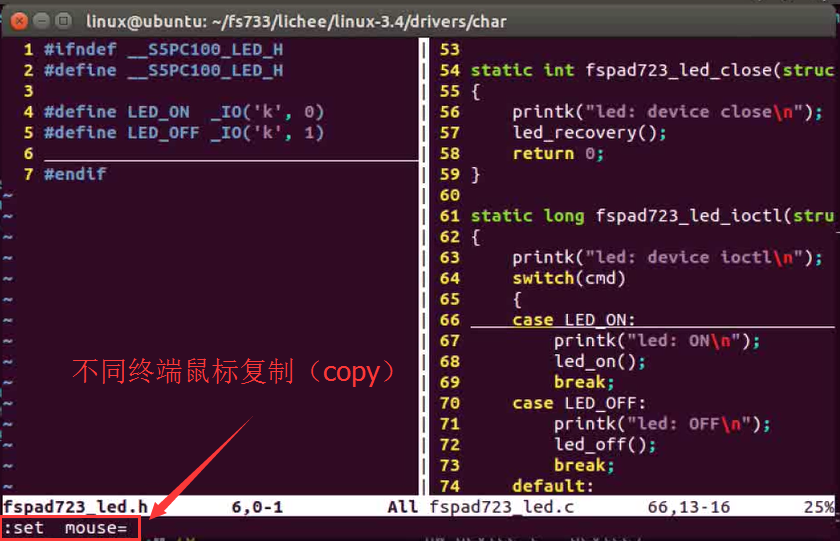 linux@ubuntu: ~/fs733/lichee/linux-3.4/drivers/char
1 #ifndef __S5PC100_LED_H
2 #define __S5PC100_LED_H
3
4 #define LED_ON  _IO('k', 0)
5 #define LED_OFF _IO('k', 1)
6
7 #endif
~
~
~
~
~
~
~
~
~
~
~
~
~
~
不同终端鼠标复制（copy）
fspad723_led.h 6,0-1 All
:set  mouse=
53
54 static int fspad723_led_close(struc
55 {
56     printk("led: device close\n");
57     led_recovery();
58     return 0;
59 }
60
61 static long fspad723_led_ioctl(stru
62 {
63     printk("led: device ioctl\n");
64     switch(cmd)
65     {
66     case LED_ON:
67         printk("led: ON\n");
68         led_on();
69         break;
70     case LED_OFF:
71         printk("led: OFF\n");
72         led_off();
73         break;
74     default:
fspad723_led.c 66,13-16 25%